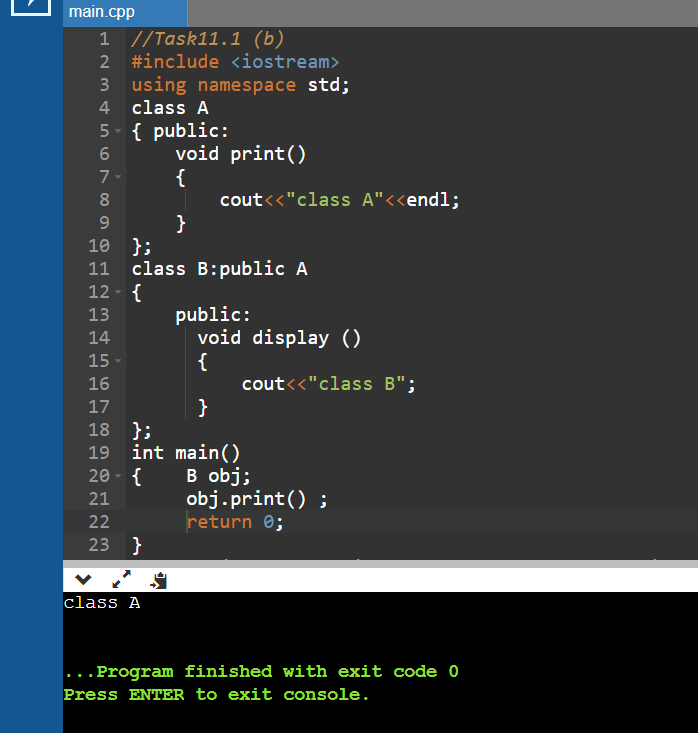 main.cpp
1 //Task11.1 (b)
2 #include <iostream>
3 using namespace std;
4 class A
5 { public:
6     void print()
7     {
8         cout<<"class A"<<endl;
9     }
10 };
11 class B:public A
12 {
13     public:
14       void display ()
15       {
16           cout<<"class B";
17       }
18 };
19 int main()
20 {    B obj;
21      obj.print() ;
22      return 0;
23 }
class A
...Program finished with exit code 0
Press ENTER to exit console.